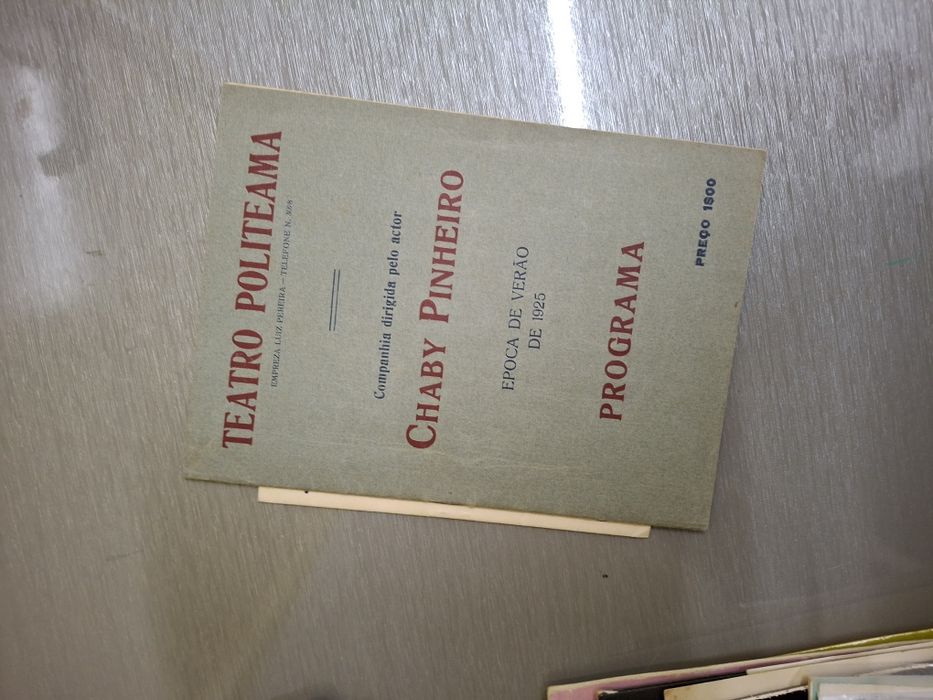 TEATRO POLITEAMA
EMPREZA LUIZ PEREIRA — TELEFONE N. 3028
Companhia dirigida pelo actor
CHABY PINHEIRO
EPOCA DE VERÃO
DE 1925
PROGRAMA
PREÇO 1$00